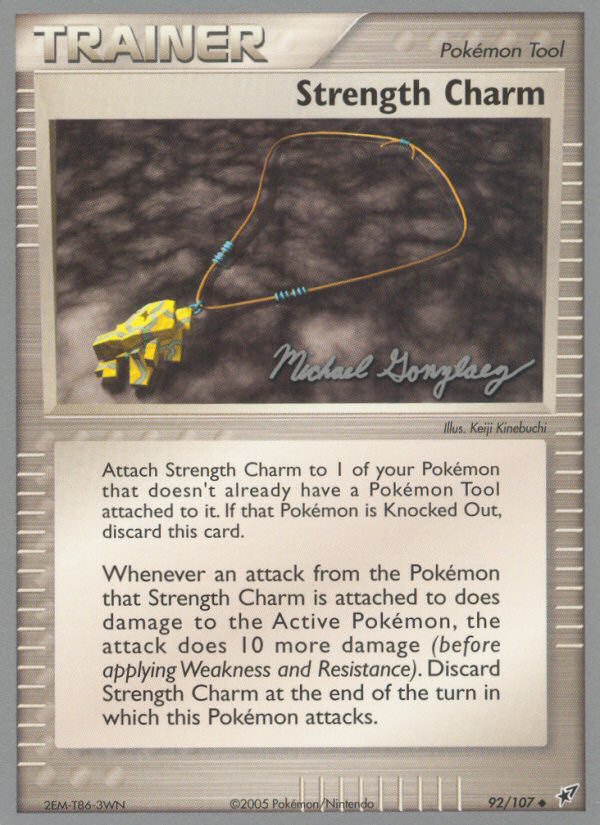 TRAINER
Pokémon Tool
Strength Charm
Michael Gonzlaez
Illus. Keiji Kinebuchi
Attach Strength Charm to 1 of your Pokémon
that doesn't already have a Pokémon Tool
attached to it. If that Pokémon is Knocked Out,
discard this card.
Whenever an attack from the Pokémon
that Strength Charm is attached to does
damage to the Active Pokémon, the
attack does 10 more damage (before
applying Weakness and Resistance). Discard
Strength Charm at the end of the turn in
which this Pokémon attacks.
2EM-T86-3WN
©2005 Pokémon/Nintendo
92/107